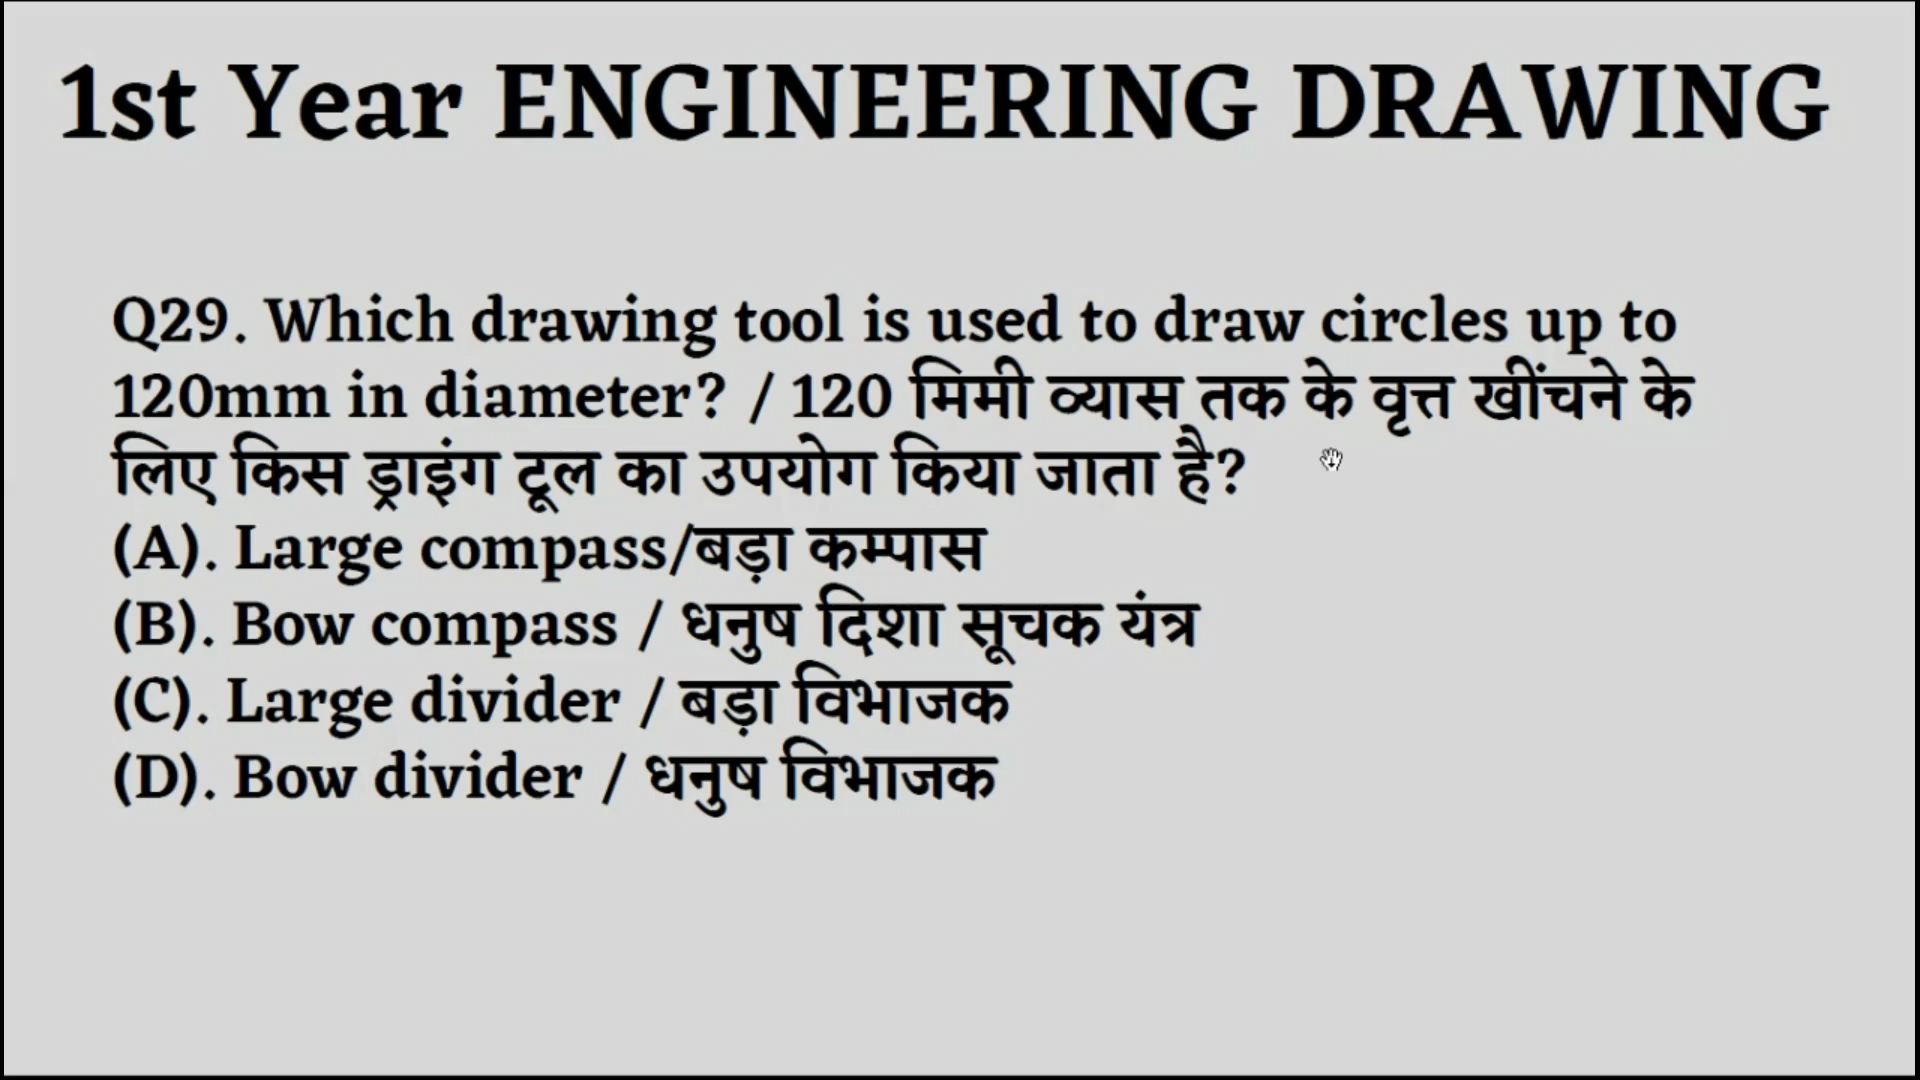 1st Year ENGINEERING DRAWING
Q29. Which drawing tool is used to draw circles up to
120mm in diameter? / 120 मिमी व्यास तक के वृत्त खींचने के
लिए किस ड्राइंग टूल का उपयोग किया जाता है?
(A). Large compass/बड़ा कम्पास
(B). Bow compass / धनुष दिशा सूचक यंत्र
(C). Large divider / बड़ा विभाजक
(D). Bow divider / धनुष विभाजक